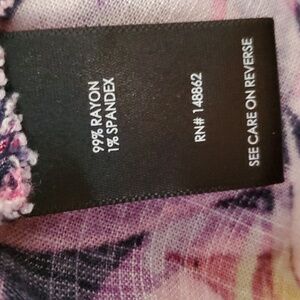 99% RAYON
1% SPANDEX
RN# 148862
SEE CARE ON REVERSE